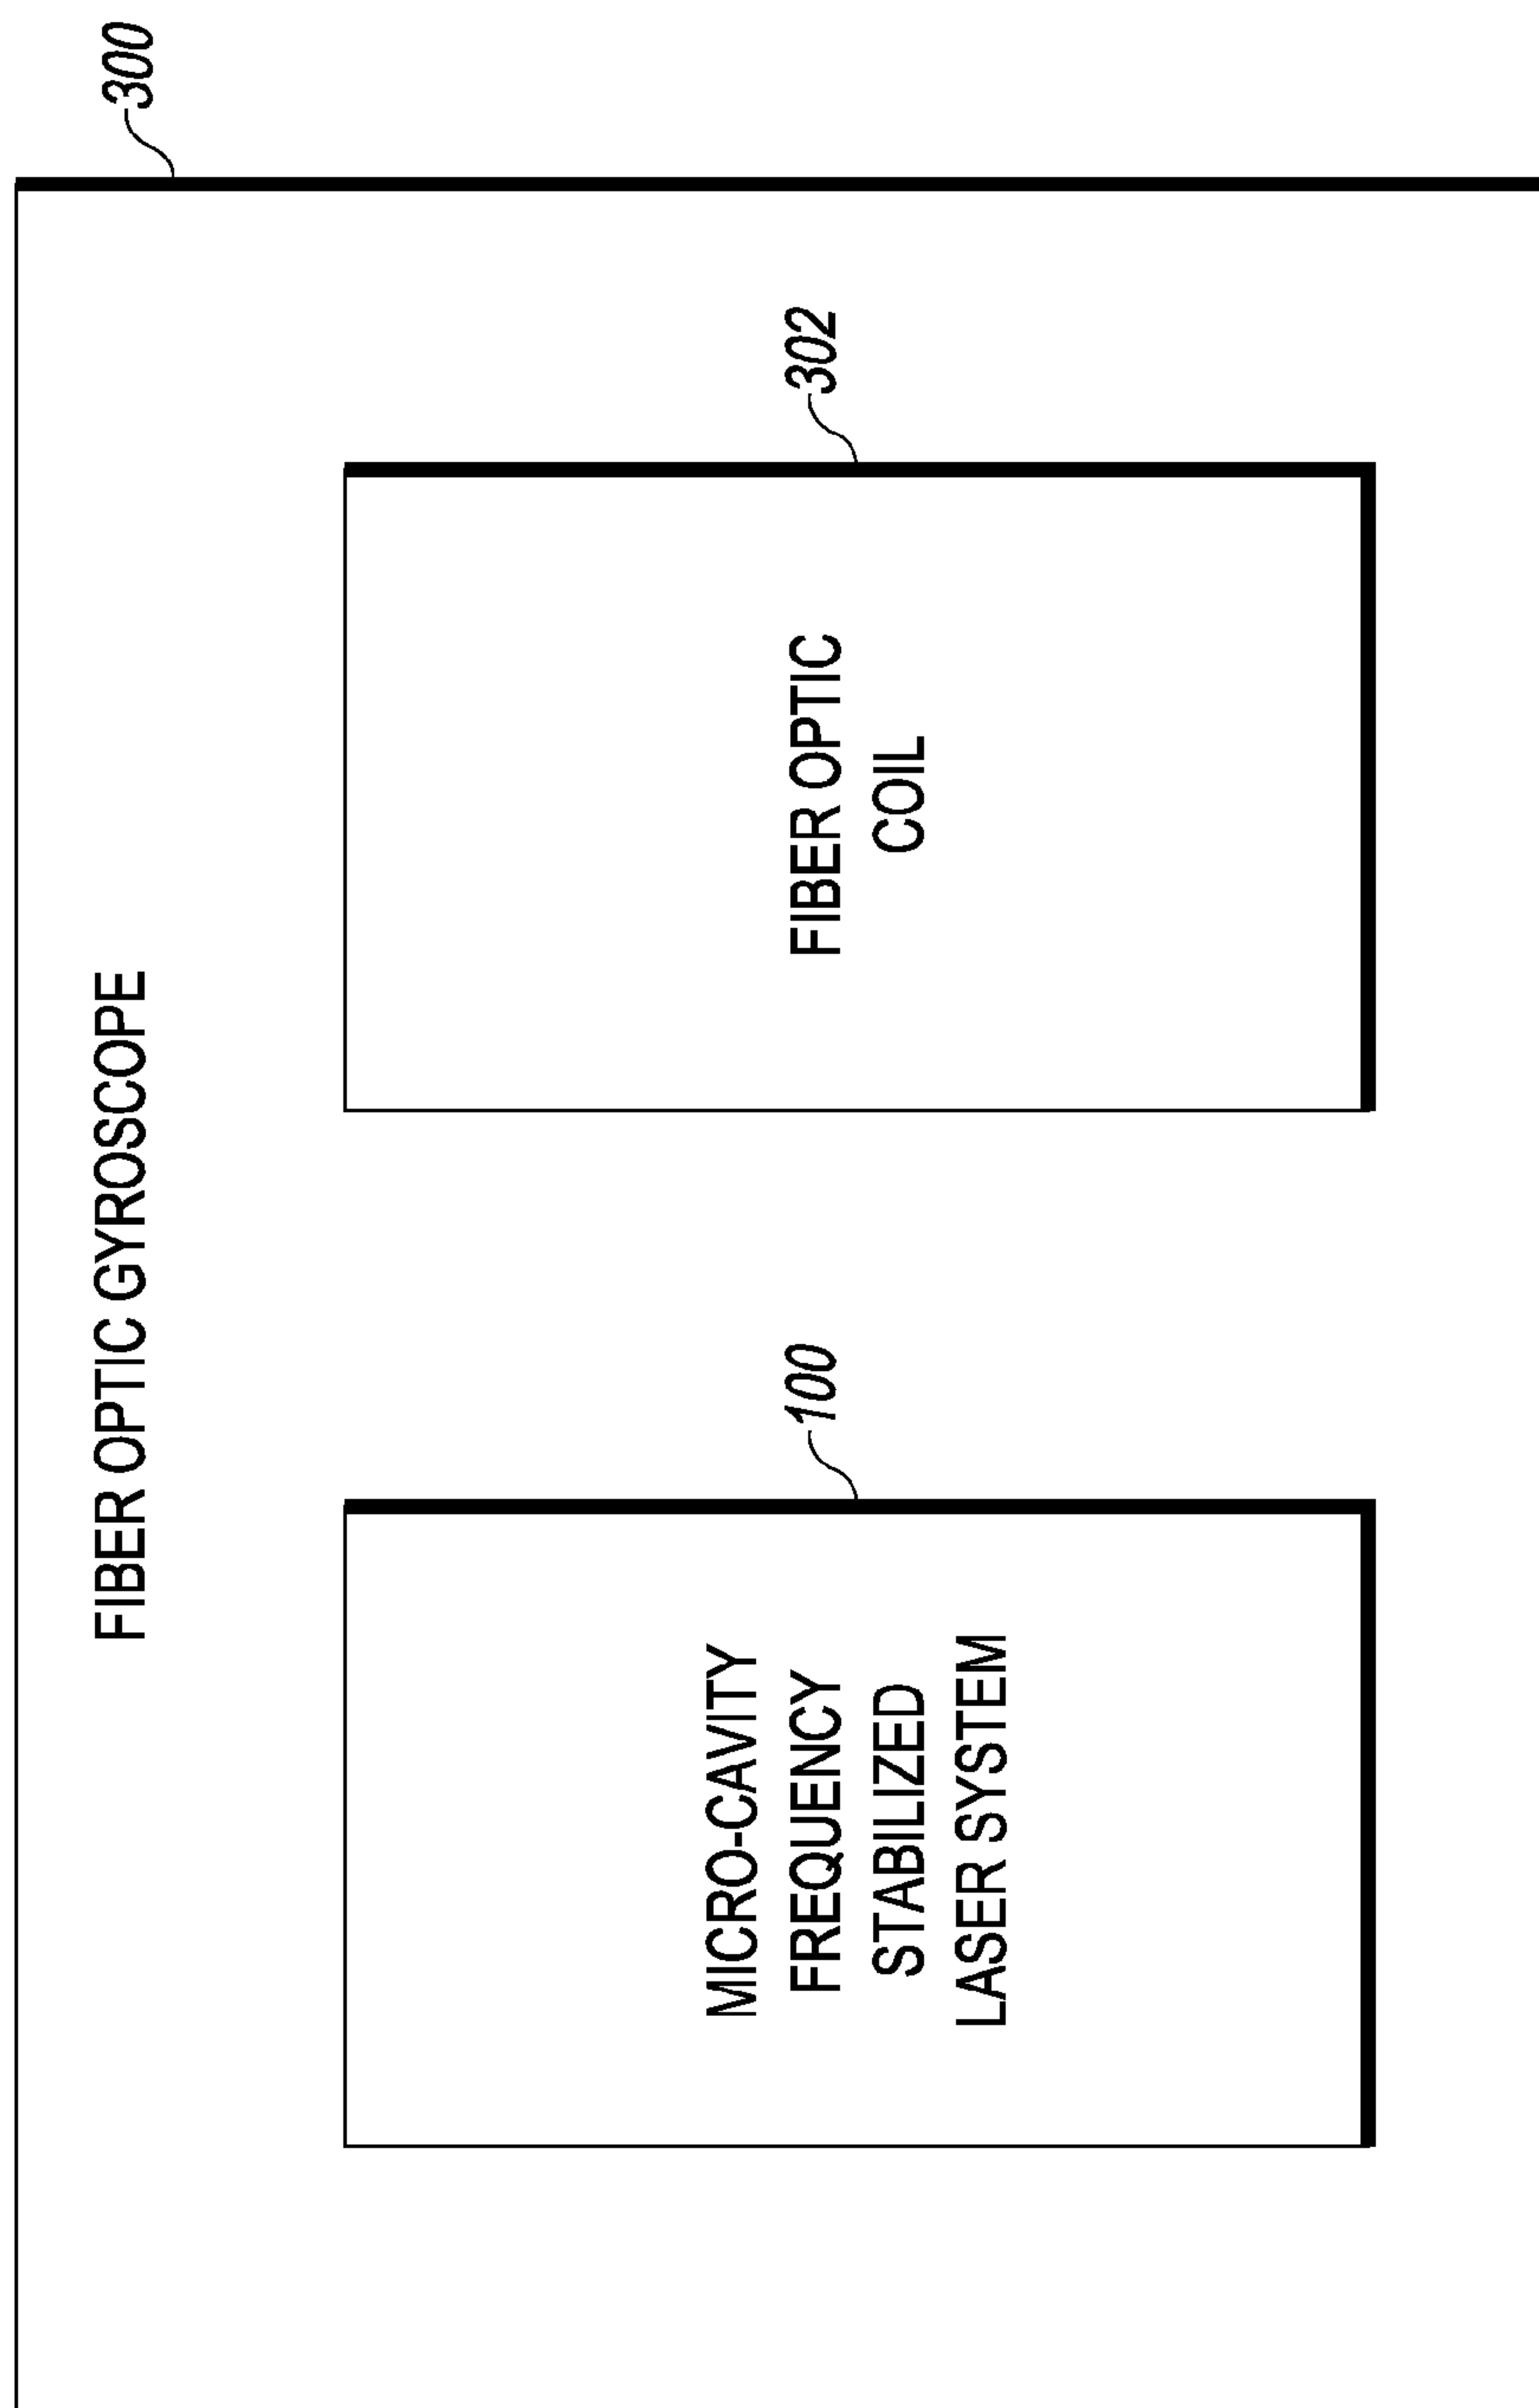 300
FIBER OPTIC GYROSCOPE
100
MICRO-CAVITY
FREQUENCY
STABILIZED
LASER SYSTEM
302
FIBER OPTIC
COIL